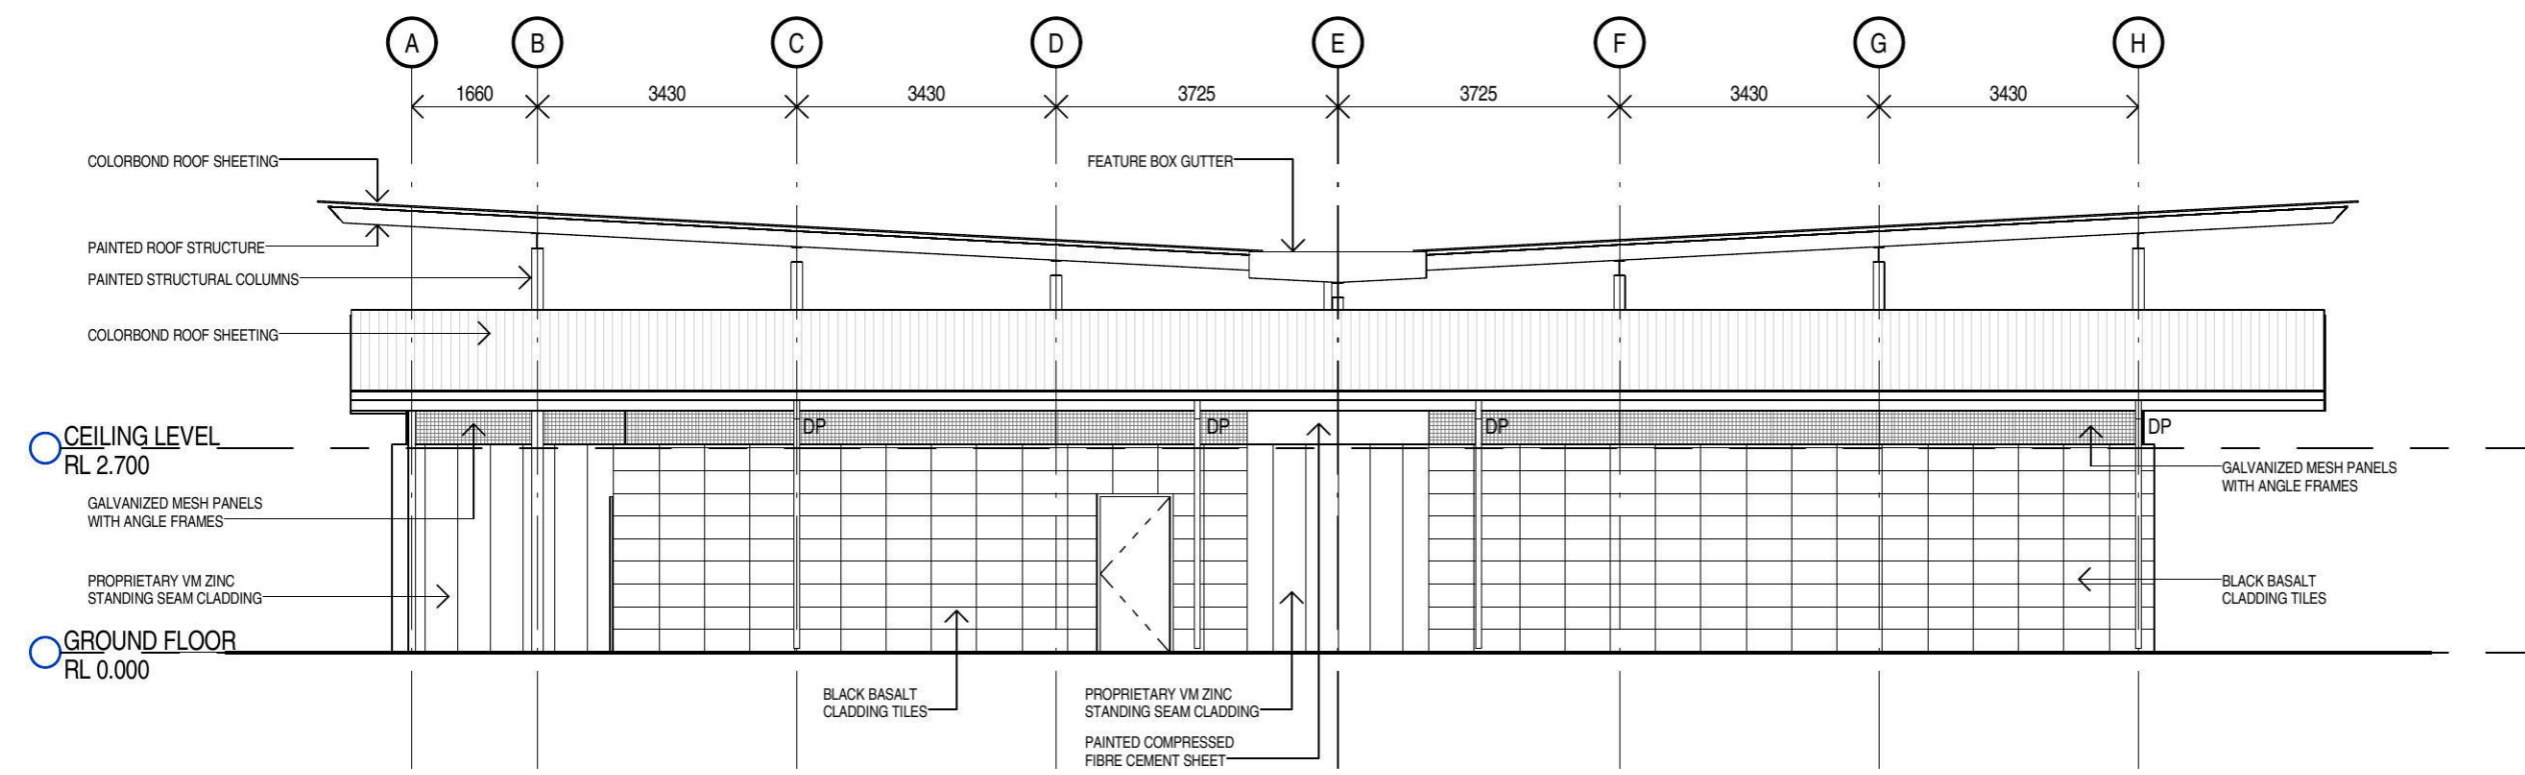 A B C D E F G H
1660 3430 3430 3725 3725 3430 3430
COLORBOND ROOF SHEETING
FEATURE BOX GUTTER
PAINTED ROOF STRUCTURE
PAINTED STRUCTURAL COLUMNS
COLORBOND ROOF SHEETING
DP DP DP DP
CEILING LEVEL
RL 2.700
GALVANIZED MESH PANELS
WITH ANGLE FRAMES
GALVANIZED MESH PANELS
WITH ANGLE FRAMES
PROPRIETARY VM ZINC
STANDING SEAM CLADDING
BLACK BASALT
CLADDING TILES
GROUND FLOOR
RL 0.000
BLACK BASALT
CLADDING TILES
PROPRIETARY VM ZINC
STANDING SEAM CLADDING
PAINTED COMPRESSED
FIBRE CEMENT SHEET